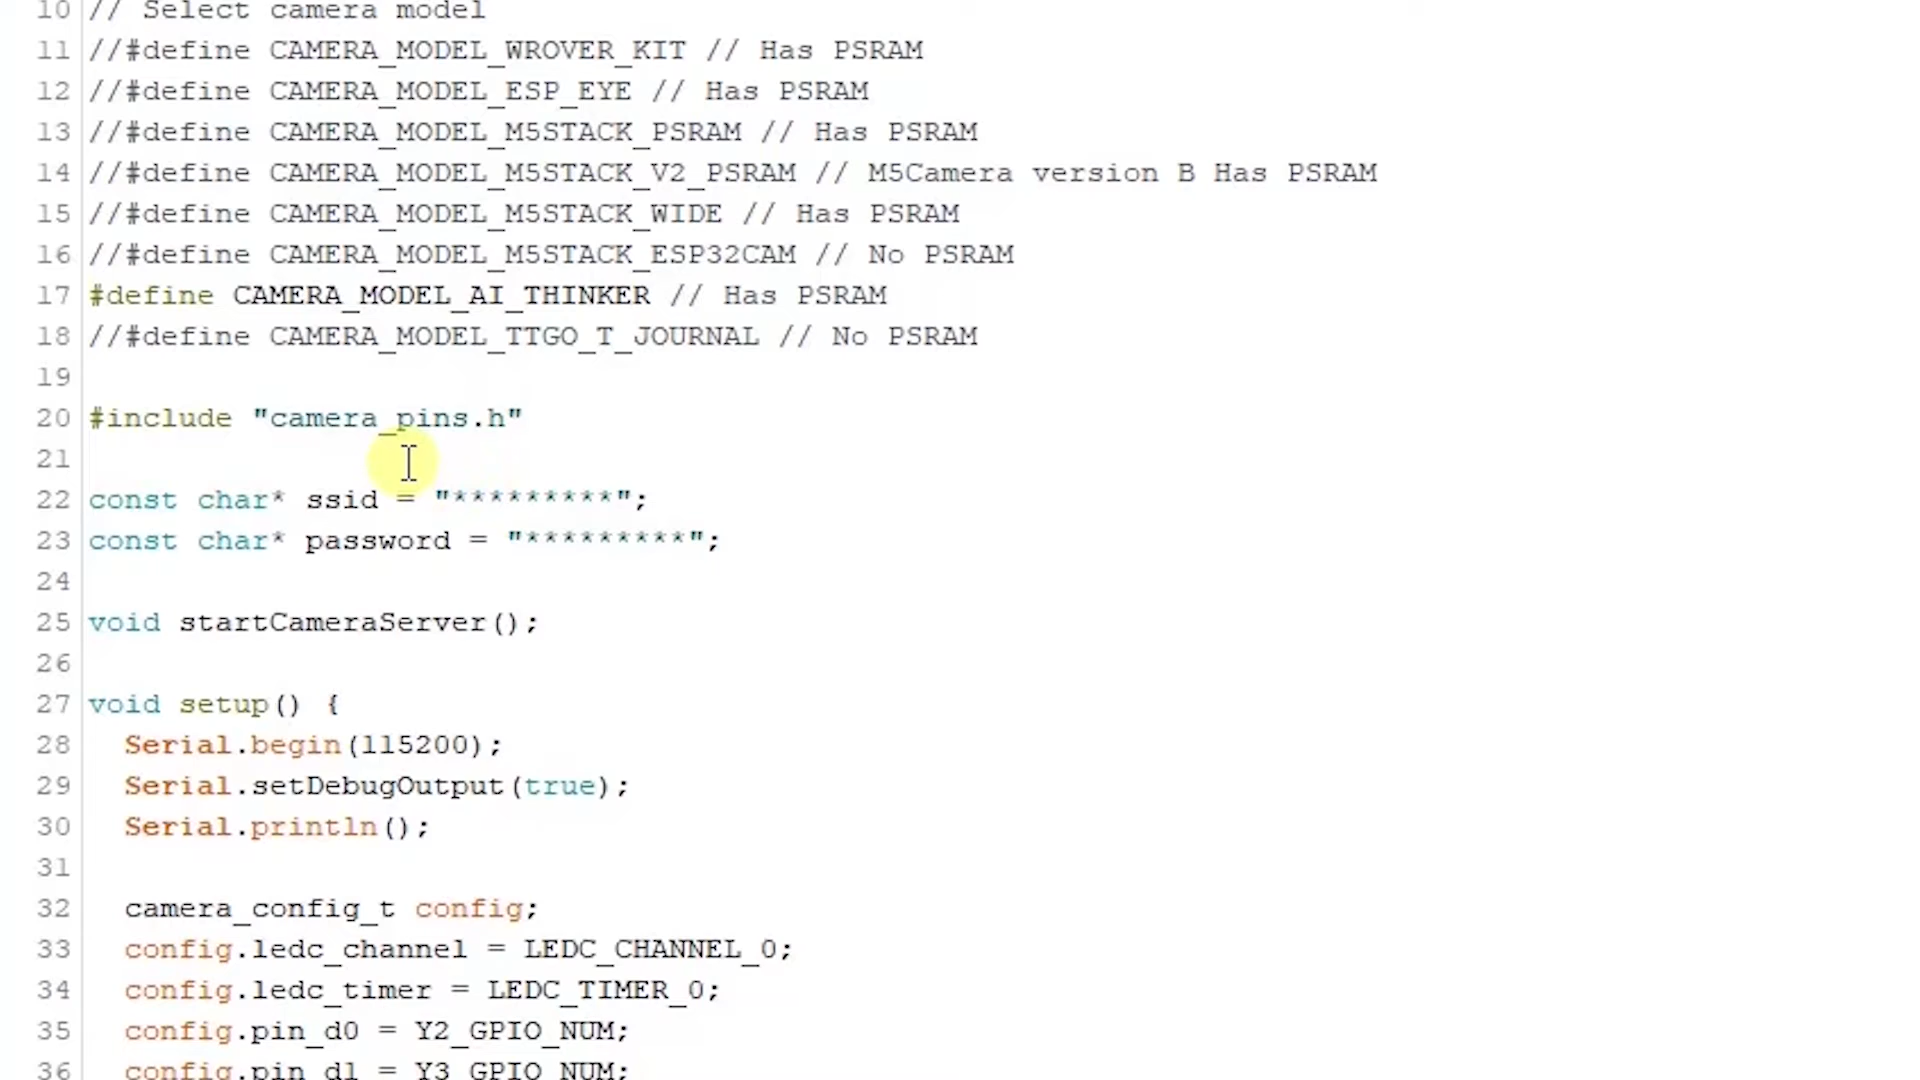 10 // Select camera model
11 //#define CAMERA_MODEL_WROVER_KIT // Has PSRAM
12 //#define CAMERA_MODEL_ESP_EYE // Has PSRAM
13 //#define CAMERA_MODEL_M5STACK_PSRAM // Has PSRAM
14 //#define CAMERA_MODEL_M5STACK_V2_PSRAM // M5Camera version B Has PSRAM
15 //#define CAMERA_MODEL_M5STACK_WIDE // Has PSRAM
16 //#define CAMERA_MODEL_M5STACK_ESP32CAM // No PSRAM
17 #define CAMERA_MODEL_AI_THINKER // Has PSRAM
18 //#define CAMERA_MODEL_TTGO_T_JOURNAL // No PSRAM
19
20 #include "camera_pins.h"
21
22 const char* ssid = "*********";
23 const char* password = "*********";
24
25 void startCameraServer();
26
27 void setup() {
28   Serial.begin(115200);
29   Serial.setDebugOutput(true);
30   Serial.println();
31
32   camera_config_t config;
33   config.ledc_channel = LEDC_CHANNEL_0;
34   config.ledc_timer = LEDC_TIMER_0;
35   config.pin_d0 = Y2_GPIO_NUM;
36   config.pin_d1 = Y3_GPIO_NUM;